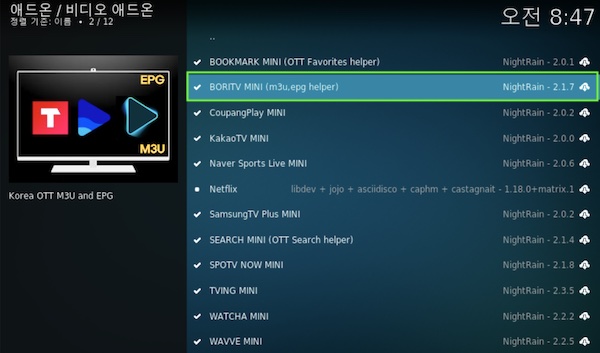 애드온 / 비디오 애드온
정렬 기준: 이름 • 2 / 12
오전 8:47
..
BOOKMARK MINI (OTT Favorites helper) NightRain - 2.0.1
BORITV MINI (m3u,epg helper) NightRain - 2.1.7
CoupangPlay MINI NightRain - 2.0.2
KakaoTV MINI NightRain - 2.0.0
Naver Sports Live MINI NightRain - 2.0.6
Netflix libdev + jojo + asciidisco + caphm + castagnait - 1.18.0+matrix.1
SamsungTV Plus MINI NightRain - 2.0.2
SEARCH MINI (OTT Search helper) NightRain - 2.1.4
SPOTV NOW MINI NightRain - 2.1.8
TVING MINI NightRain - 2.3.5
WATCHA MINI NightRain - 2.2.2
WAVVE MINI NightRain - 2.2.5
EPG
T
M3U
Korea OTT M3U and EPG